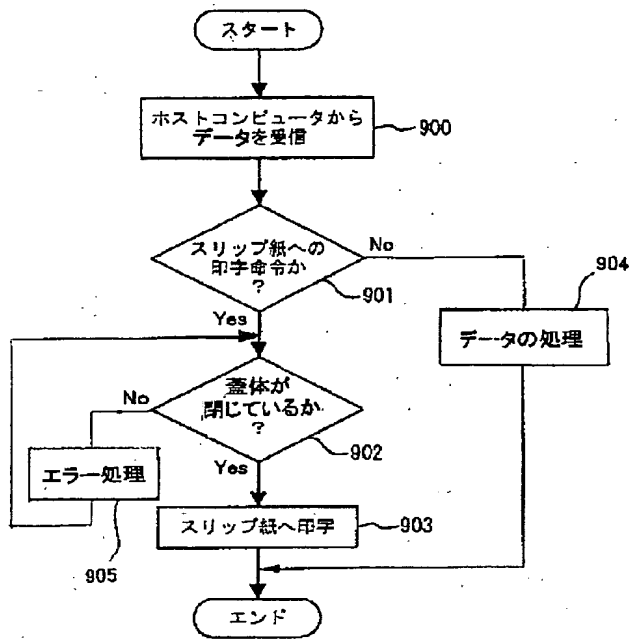 スタート
ホストコンピュータから
データを受信
900
スリップ紙への
印字命令か
?
No
901
904
Yes
データの処理
蓋体が
閉じているか
?
No
902
エラー処理
Yes
905
スリップ紙へ印字
903
エンド